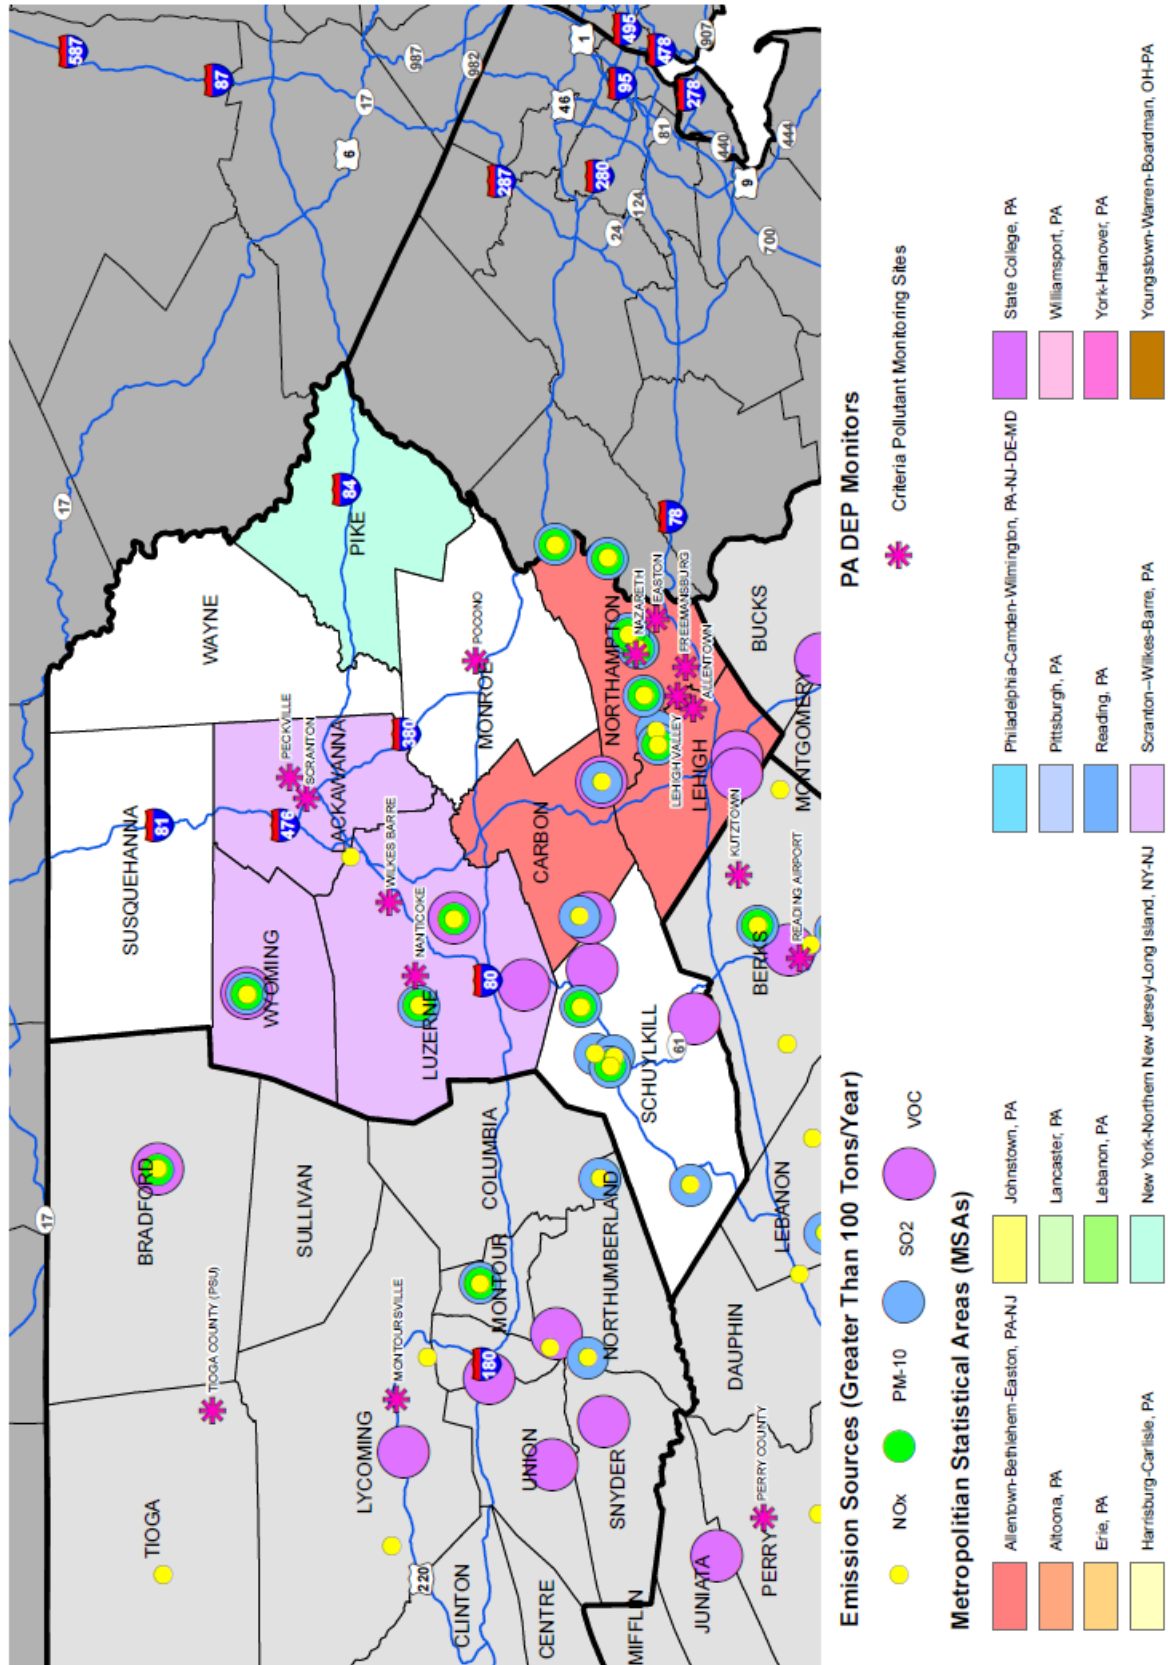 587
87
987
982
17
6
1
495
95
478
907
46
278
81
440
444
9
287
280
24
124
700
17
SUSQUEHANNA
81
WAYNE
PIKE
84
PECKVILLE
SCRANTON
476
LACKAWANNA
380
MONROE
POCONO
WYOMING
WILKES BARRE
NANTICOKE
LUZERNE
80
CARBON
NORTHAMPTON
NAZARETH
EASTON
FREEMANSBURG
ALLENTOWN
LEHIGH VALLEY
LEHIGH
78
BUCKS
MONTGOMERY
KUTZTOWN
READING AIRPORT
BERKS
SCHUYLKILL
61
17
BRADFORD
SULLIVAN
COLUMBIA
MONTOUR
NORTHUMBERLAND
LEBANON
DAUPHIN
TIOGA
TIOGA COUNTY (PSU)
LYCOMING
MONTOURSVILLE
180
UNION
SNYDER
220
CLINTON
CENTRE
MIFFLIN
JUNIATA
PERRY
PERRY COUNTY
Emission Sources (Greater Than 100 Tons/Year)
NOx
PM-10
SO2
VOC
PA DEP Monitors
Criteria Pollutant Monitoring Sites
Metropolitian Statistical Areas (MSAs)
Allentown-Bethlehem-Easton, PA-NJ
Altoona, PA
Erie, PA
Harrisburg-Carlisle, PA
Johnstown, PA
Lancaster, PA
Lebanon, PA
New York-Northern New Jersey-Long Island, NY-NJ
Philadelphia-Camden-Wilmington, PA-NJ-DE-MD
Pittsburgh, PA
Reading, PA
Scranton--Wilkes-Barre, PA
State College, PA
Williamsport, PA
York-Hanover, PA
Youngstown-Warren-Boardman, OH-PA